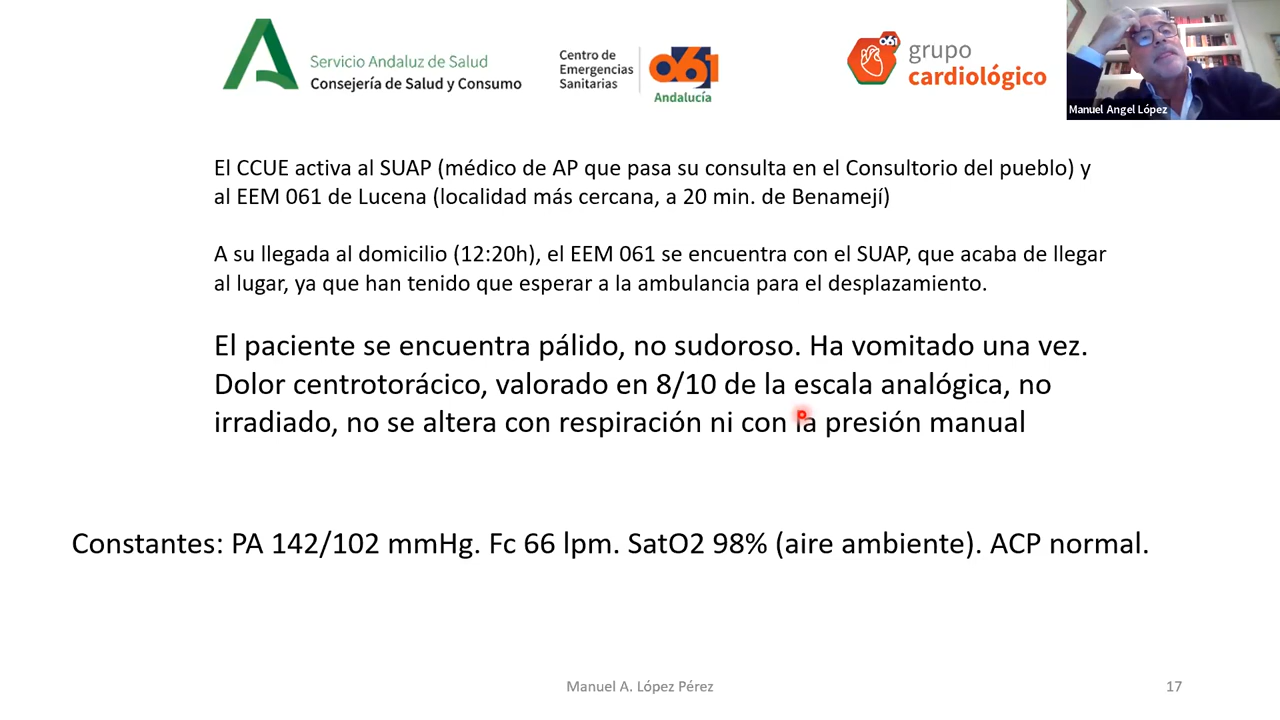 Servicio Andaluz de Salud
Consejería de Salud y Consumo
Centro de
Emergencias
Sanitarias
061
Andalucía
061
grupo
cardiológico
Manuel Angel López
El CCUE activa al SUAP (médico de AP que pasa su consulta en el Consultorio del pueblo) y
al EEM 061 de Lucena (localidad más cercana, a 20 min. de Benamejí)
A su llegada al domicilio (12:20h), el EEM 061 se encuentra con el SUAP, que acaba de llegar
al lugar, ya que han tenido que esperar a la ambulancia para el desplazamiento.
El paciente se encuentra pálido, no sudoroso. Ha vomitado una vez.
Dolor centrotorácico, valorado en 8/10 de la escala analógica, no
irradiado, no se altera con respiración ni con la presión manual
Constantes: PA 142/102 mmHg. Fc 66 lpm. SatO2 98% (aire ambiente). ACP normal.
Manuel A. López Pérez
17